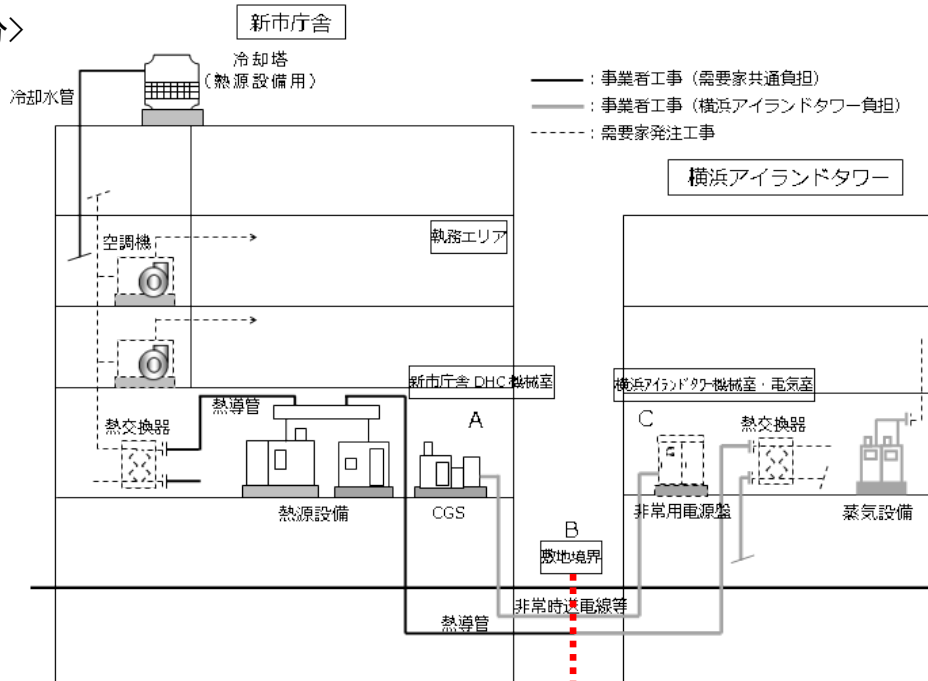 分>
新市庁舎
冷却塔
(熱源設備用)
冷却水管
:事業者工事(需要家共通負担)
:事業者工事(横浜アイランドタワー負担)
:需要家発注工事
横浜アイランドタワー
空調機
執務エリア
新市庁舎DHC機械室
横浜アイランドタワー機械室・電気室
熱導管
A
C
熱交換器
熱交換器
熱源設備
CGS
非常用電源盤
蒸気設備
B
敷地境界
非常時送電線等
熱導管